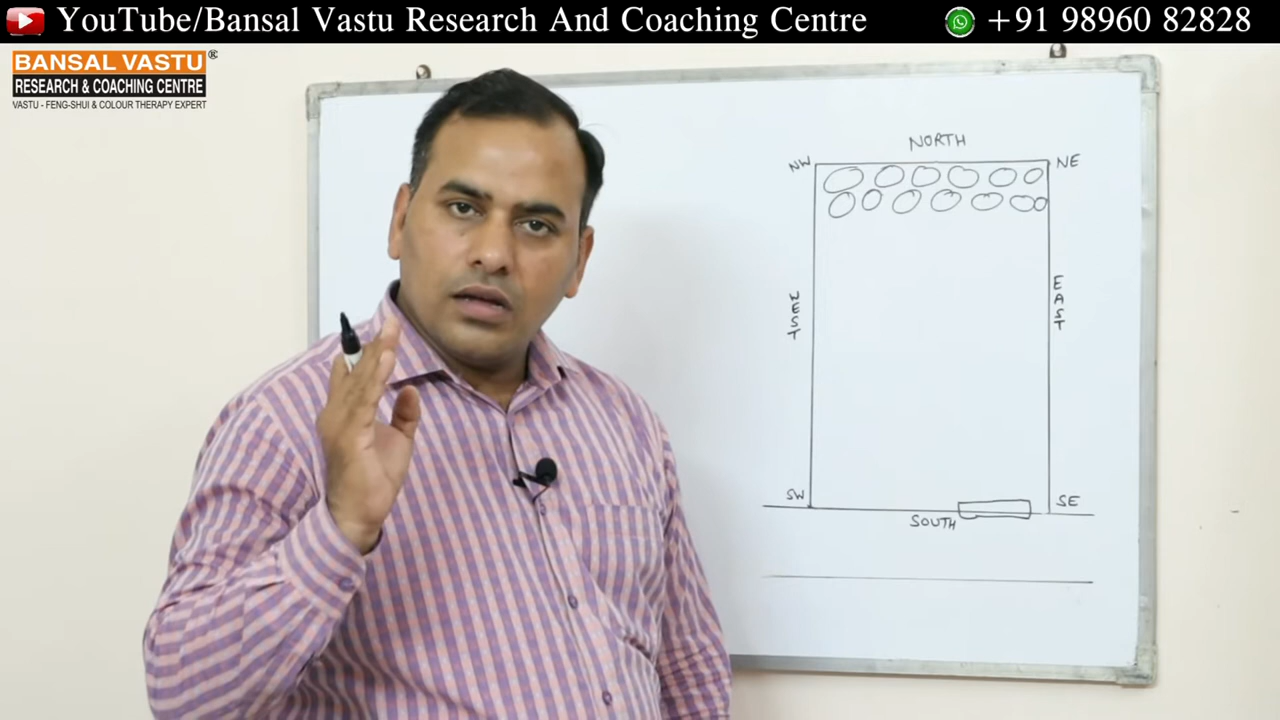 YouTube/Bansal Vastu Research And Coaching Centre
+91 98960 82828
BANSAL VASTU®
RESEARCH & COACHING CENTRE
VASTU - FENG-SHUI & COLOUR THERAPY EXPERT
NORTH
NW
NE
WEST
EAST
SW
SE
SOUTH